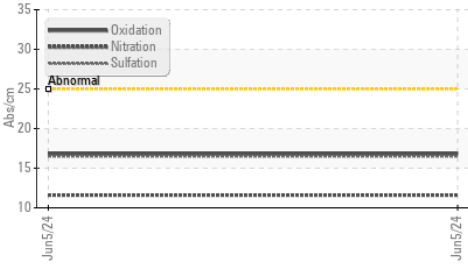 35
Oxidation
Nitration
Sulfation
30
Abnormal
25
Abs/cm
20
15
10
Jun5/24
Jun5/24